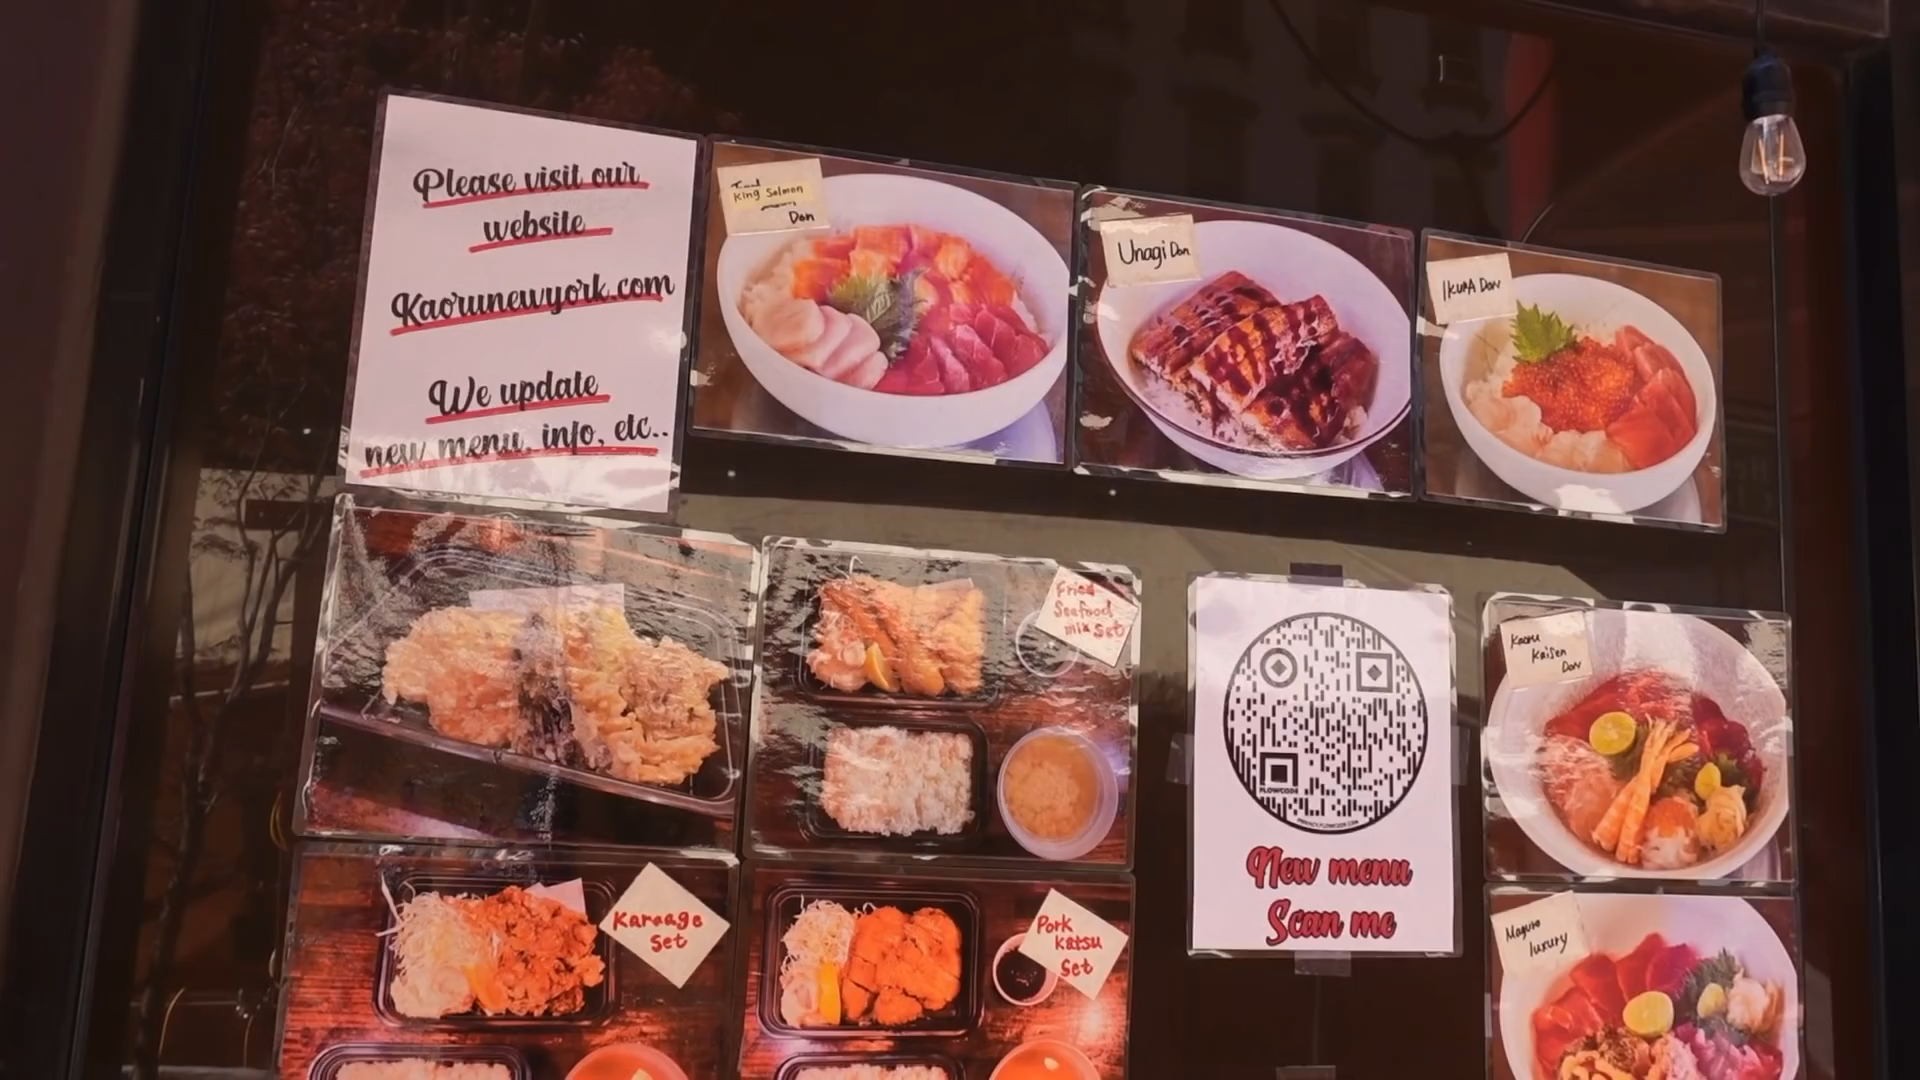 Please visit our
website
Kaorunewyork.com
We update
new menu, info, etc..
King Salmon
Don
Unagi Don
IKURA Don
Fried
Seafood
mix Set
FLOWCODE
New menu
Scan me
Kaoru
Kaisen
Don
Karaage
Set
Pork
Katsu
Set
Maguro
luxury